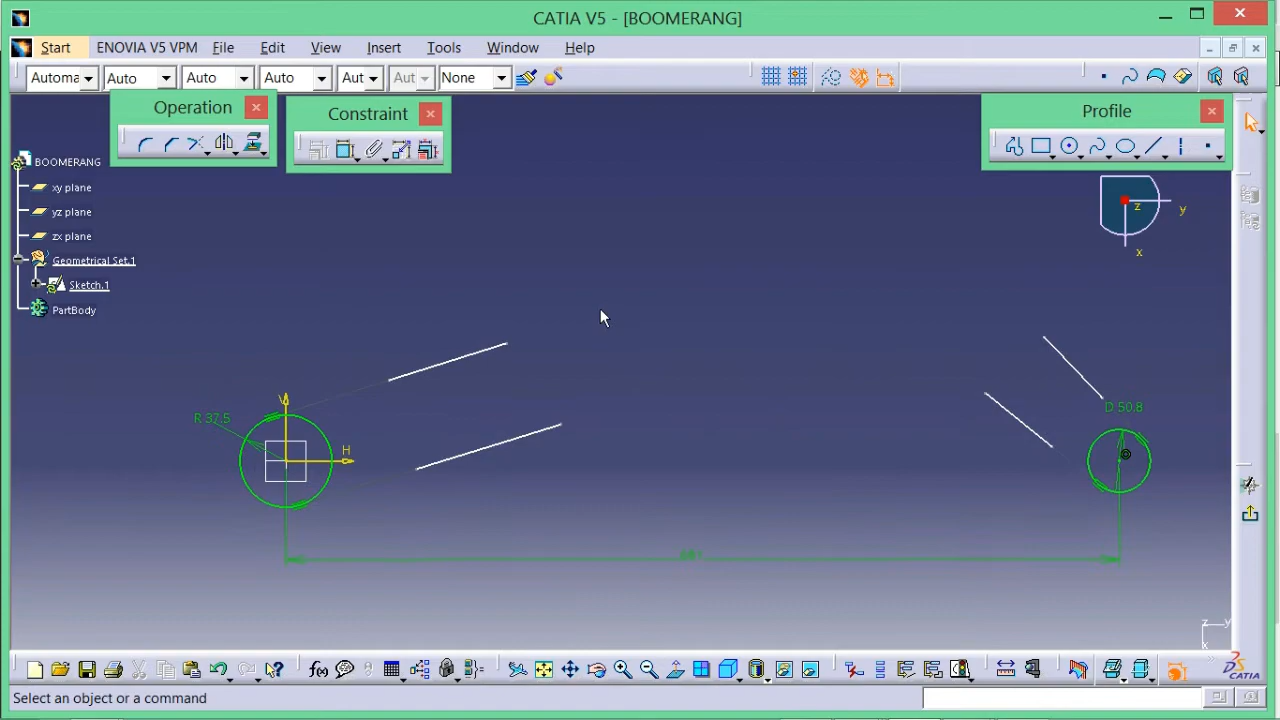 CATIA V5 - [BOOMERANG]
Start ENOVIA V5 VPM File Edit View Insert Tools Window Help
Automa Auto Auto Auto Aut Aut None
Operation
Constraint
Profile
BOOMERANG
xy plane
yz plane
zx plane
Geometrical Set.1
Sketch.1
PartBody
z y
x
R 37.5
V
H
D 50.8
z y
x
f(x)
DS
CATIA
Select an object or a command